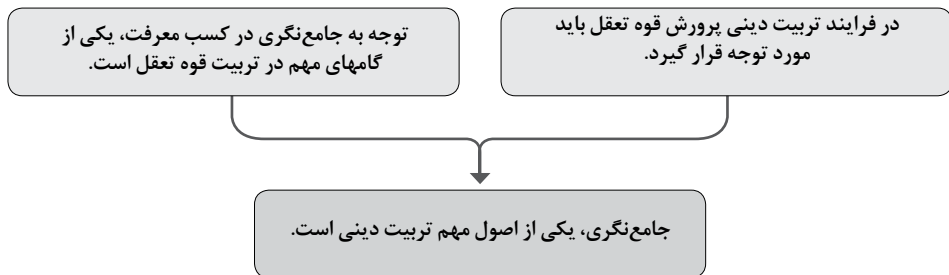 در فرایند تربیت دینی پرورش قوه تعقل باید
مورد توجه قرار گیرد.
توجه به جامع‌نگری در کسب معرفت، یکی از
گامهای مهم در تربیت قوه تعقل است.
جامع‌نگری، یکی از اصول مهم تربیت دینی است.